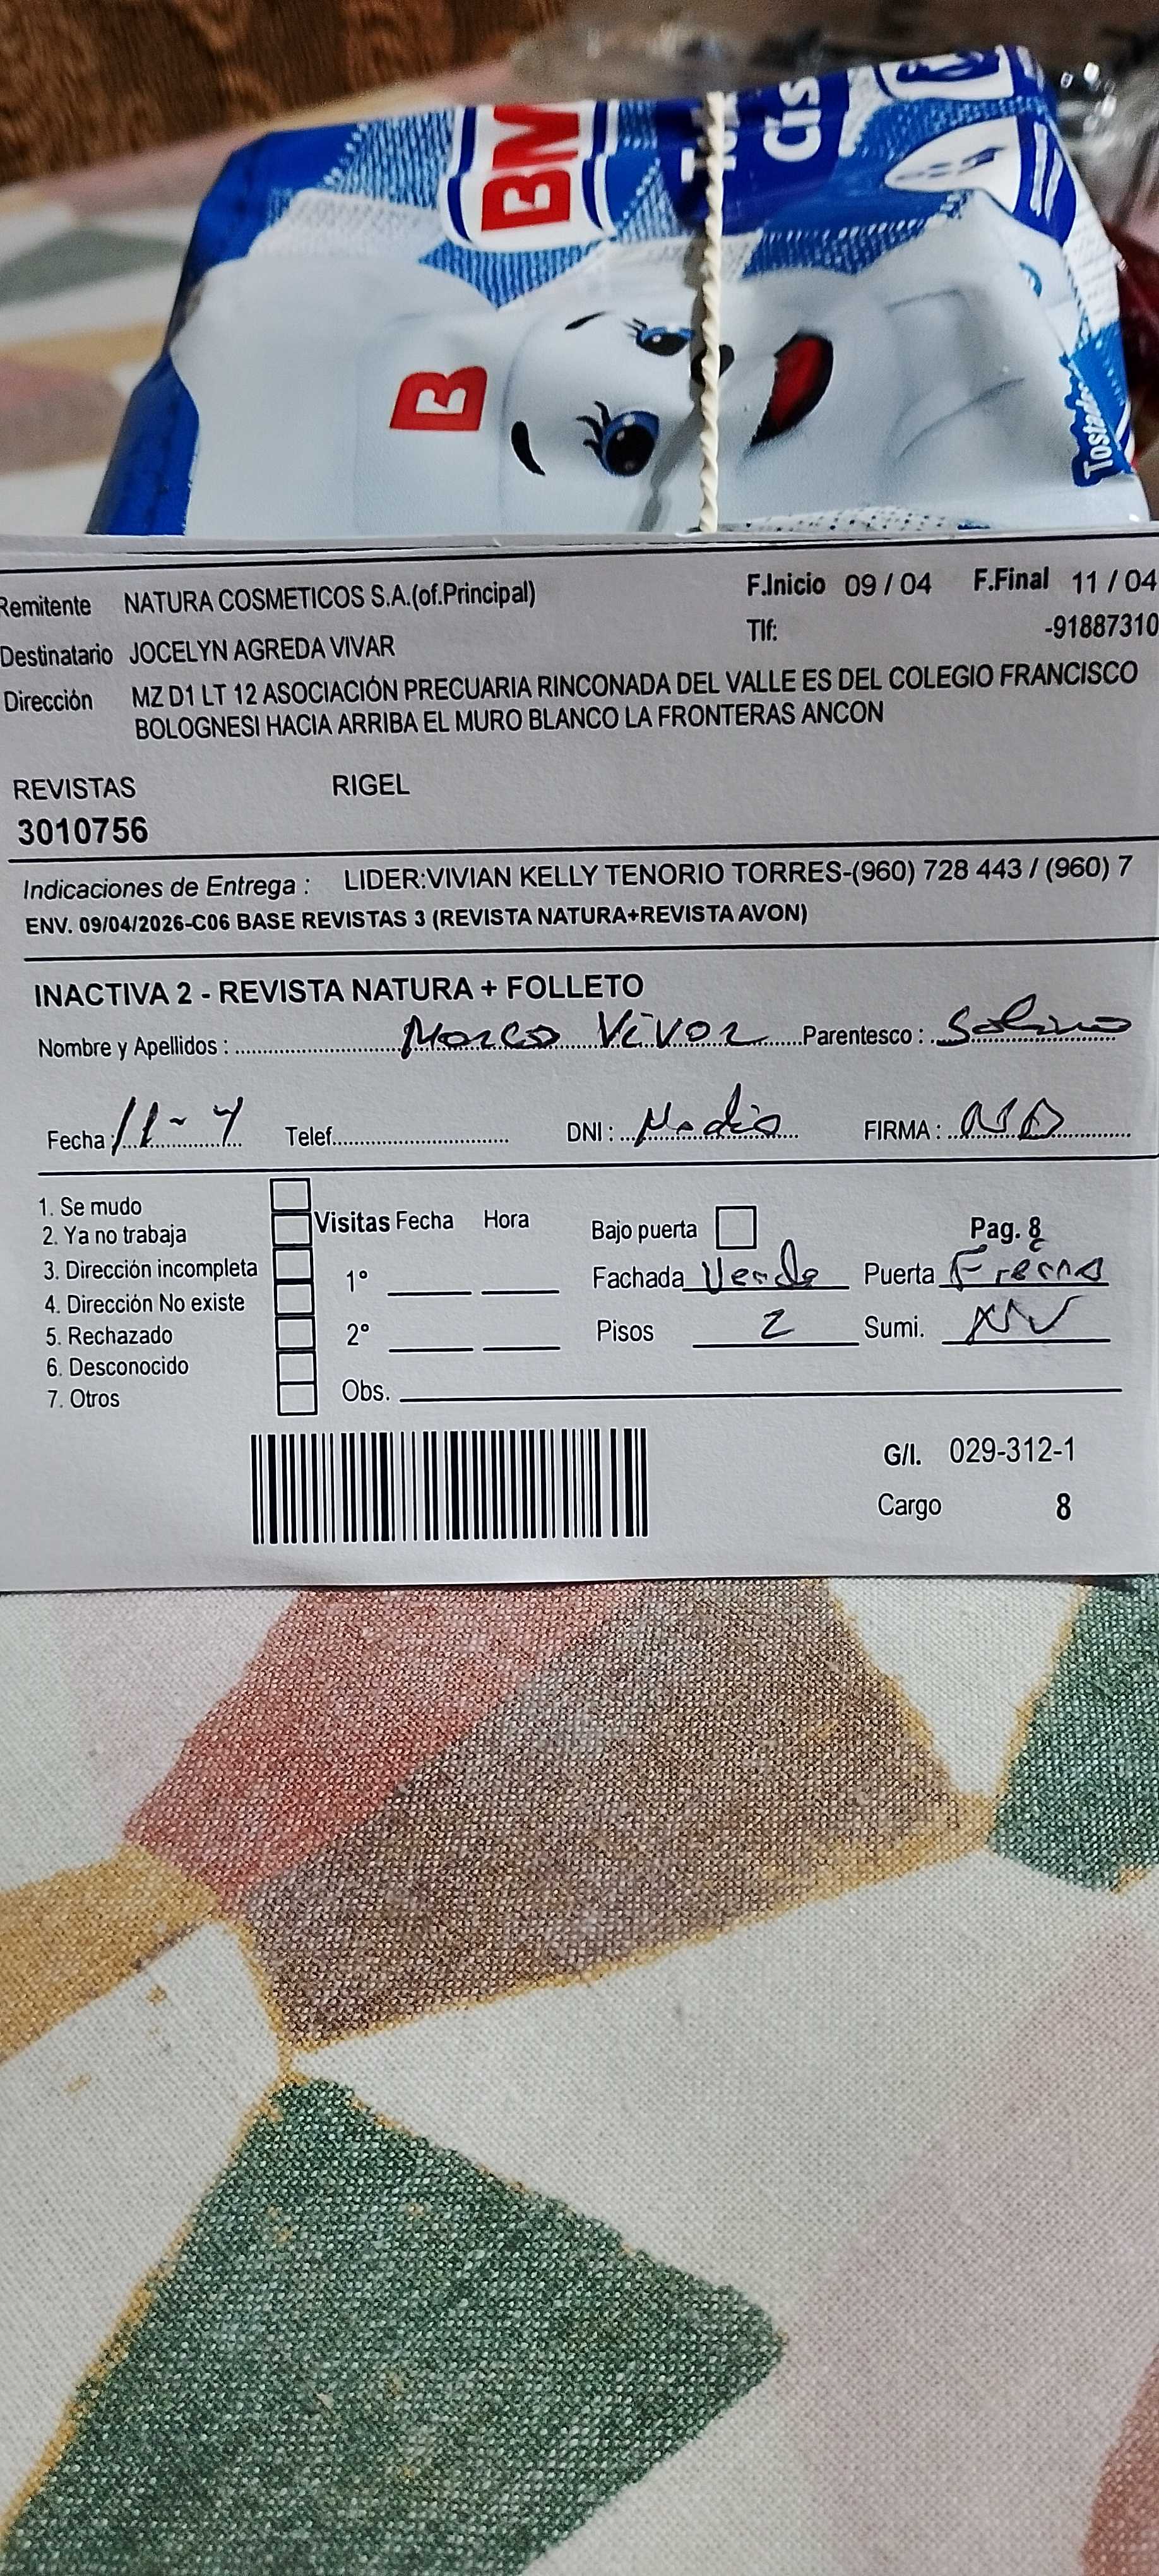 BM
Cis
B
Tostado
Remitente NATURA COSMETICOS S.A.(of.Principal) F.Inicio 09 / 04 F.Final 11 / 04
Destinatario JOCELYN AGREDA VIVAR Tlf: -91887310
Dirección MZ D1 LT 12 ASOCIACIÓN PRECUARIA RINCONADA DEL VALLE ES DEL COLEGIO FRANCISCO
BOLOGNESI HACIA ARRIBA EL MURO BLANCO LA FRONTERAS ANCON
REVISTAS RIGEL
3010756
Indicaciones de Entrega : LIDER:VIVIAN KELLY TENORIO TORRES-(960) 728 443 / (960) 7
ENV. 09/04/2026-C06 BASE REVISTAS 3 (REVISTA NATURA+REVISTA AVON)
INACTIVA 2 - REVISTA NATURA + FOLLETO
Nombre y Apellidos : Marco Vivar Parentesco : Sobrino
Fecha : 11-4 Telef. DNI : FIRMA :
1. Se mudo
2. Ya no trabaja Visitas Fecha Hora Bajo puerta Pag. 8
3. Dirección incompleta 1° Fachada Verde Puerta Fierro
4. Dirección No existe
5. Rechazado 2° Pisos 2 Sumi.
6. Desconocido
7. Otros Obs.
G/I. 029-312-1
Cargo 8